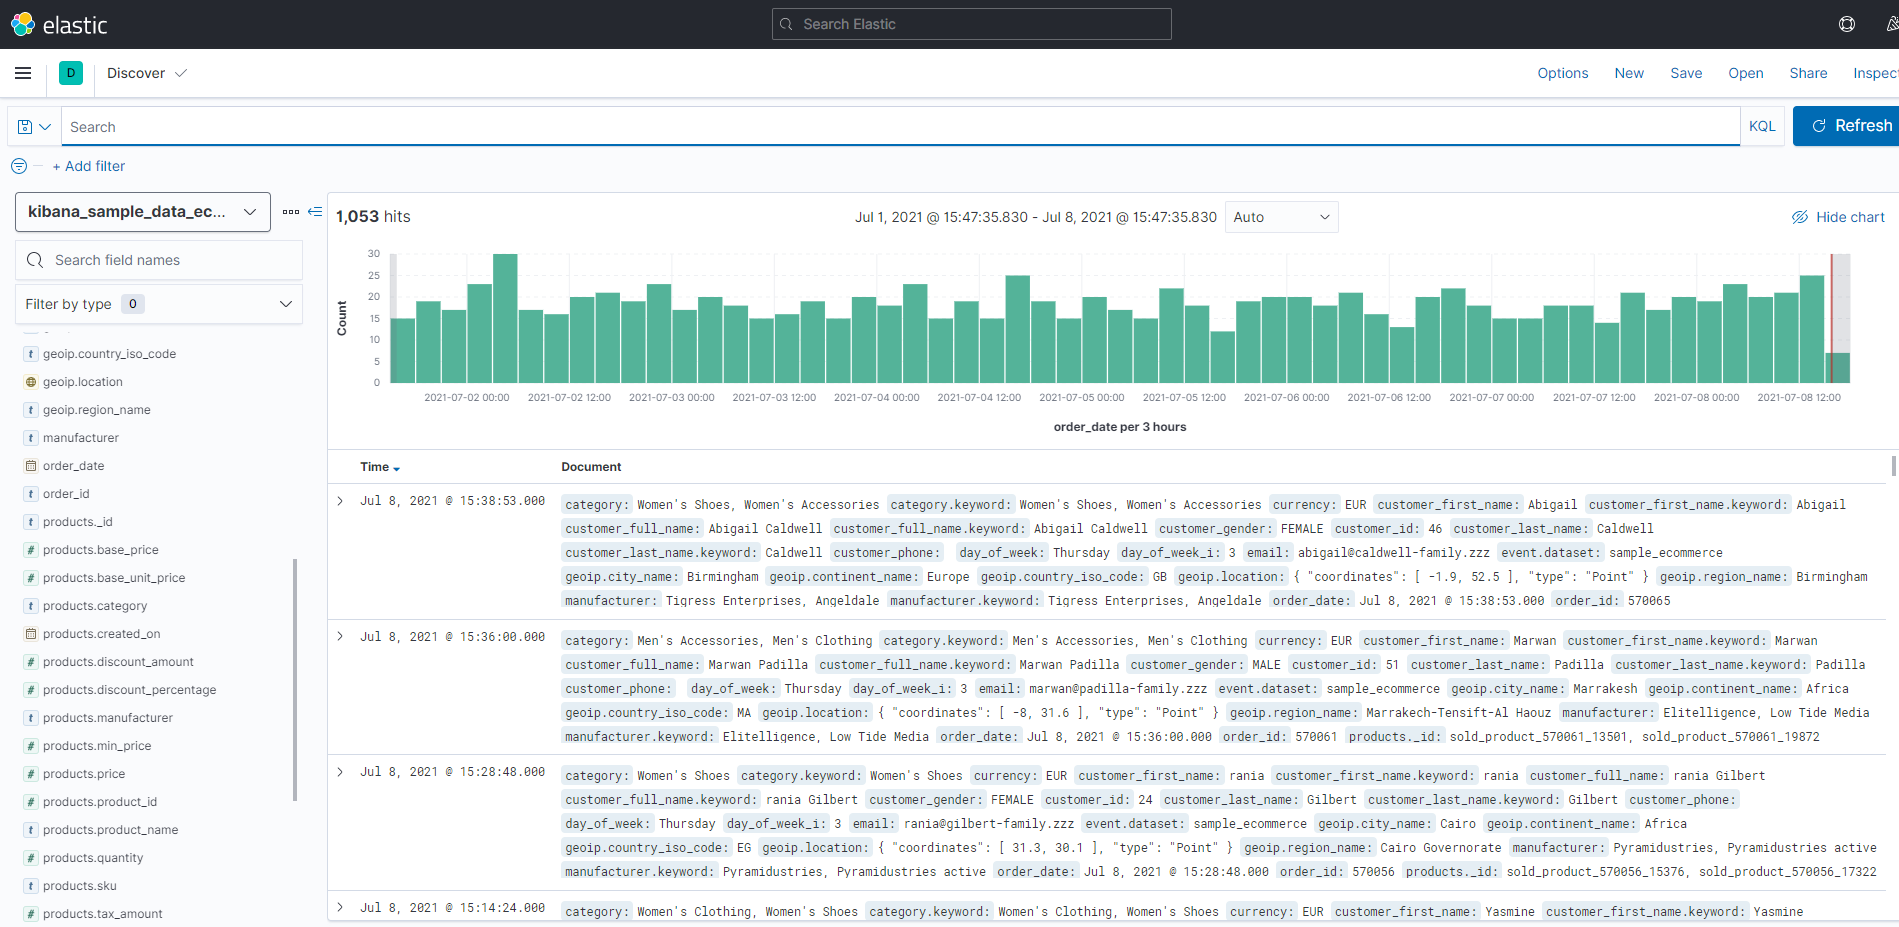 elastic
Search Elastic
D Discover Options New Save Open Share Inspect
Search KQL Refresh
+ Add filter
kibana_sample_data_ec...
Search field names
Filter by type 0
geoip.country_iso_code
geoip.location
geoip.region_name
manufacturer
order_date
order_id
products._id
products.base_price
products.base_unit_price
products.category
products.created_on
products.discount_amount
products.discount_percentage
products.manufacturer
products.min_price
products.price
products.product_id
products.product_name
products.quantity
products.sku
products.tax_amount
1,053 hits Jul 1, 2021 @ 15:47:35.830 - Jul 8, 2021 @ 15:47:35.830 Auto Hide chart
Count
30
25
20
15
10
5
0
2021-07-02 00:00 2021-07-02 12:00 2021-07-03 00:00 2021-07-03 12:00 2021-07-04 00:00 2021-07-04 12:00 2021-07-05 00:00 2021-07-05 12:00 2021-07-06 00:00 2021-07-06 12:00 2021-07-07 00:00 2021-07-07 12:00 2021-07-08 00:00 2021-07-08 12:00
order_date per 3 hours
Time Document
Jul 8, 2021 @ 15:38:53.000 category: Women's Shoes, Women's Accessories category.keyword: Women's Shoes, Women's Accessories currency: EUR customer_first_name: Abigail customer_first_name.keyword: Abigail
customer_full_name: Abigail Caldwell customer_full_name.keyword: Abigail Caldwell customer_gender: FEMALE customer_id: 46 customer_last_name: Caldwell
customer_last_name.keyword: Caldwell customer_phone: day_of_week: Thursday day_of_week_i: 3 email: abigail@caldwell-family.zzz event.dataset: sample_ecommerce
geoip.city_name: Birmingham geoip.continent_name: Europe geoip.country_iso_code: GB geoip.location: { "coordinates": [ -1.9, 52.5 ], "type": "Point" } geoip.region_name: Birmingham
manufacturer: Tigress Enterprises, Angeldale manufacturer.keyword: Tigress Enterprises, Angeldale order_date: Jul 8, 2021 @ 15:38:53.000 order_id: 570065
Jul 8, 2021 @ 15:36:00.000 category: Men's Accessories, Men's Clothing category.keyword: Men's Accessories, Men's Clothing currency: EUR customer_first_name: Marwan customer_first_name.keyword: Marwan
customer_full_name: Marwan Padilla customer_full_name.keyword: Marwan Padilla customer_gender: MALE customer_id: 51 customer_last_name: Padilla customer_last_name.keyword: Padilla
customer_phone: day_of_week: Thursday day_of_week_i: 3 email: marwan@padilla-family.zzz event.dataset: sample_ecommerce geoip.city_name: Marrakesh geoip.continent_name: Africa
geoip.country_iso_code: MA geoip.location: { "coordinates": [ -8, 31.6 ], "type": "Point" } geoip.region_name: Marrakech-Tensift-Al Haouz manufacturer: Elitelligence, Low Tide Media
manufacturer.keyword: Elitelligence, Low Tide Media order_date: Jul 8, 2021 @ 15:36:00.000 order_id: 570061 products._id: sold_product_570061_13501, sold_product_570061_19872
Jul 8, 2021 @ 15:28:48.000 category: Women's Shoes category.keyword: Women's Shoes currency: EUR customer_first_name: rania customer_first_name.keyword: rania customer_full_name: rania Gilbert
customer_full_name.keyword: rania Gilbert customer_gender: FEMALE customer_id: 24 customer_last_name: Gilbert customer_last_name.keyword: Gilbert customer_phone:
day_of_week: Thursday day_of_week_i: 3 email: rania@gilbert-family.zzz event.dataset: sample_ecommerce geoip.city_name: Cairo geoip.continent_name: Africa
geoip.country_iso_code: EG geoip.location: { "coordinates": [ 31.3, 30.1 ], "type": "Point" } geoip.region_name: Cairo Governorate manufacturer: Pyramidustries, Pyramidustries active
manufacturer.keyword: Pyramidustries, Pyramidustries active order_date: Jul 8, 2021 @ 15:28:48.000 order_id: 570056 products._id: sold_product_570056_15376, sold_product_570056_17322
Jul 8, 2021 @ 15:14:24.000 category: Women's Clothing, Women's Shoes category.keyword: Women's Clothing, Women's Shoes currency: EUR customer_first_name: Yasmine customer_first_name.keyword: Yasmine